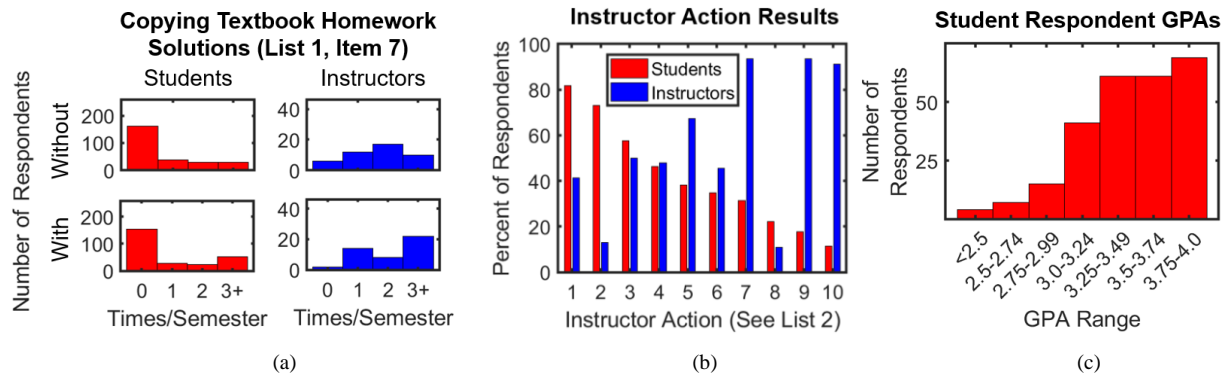 Copying Textbook Homework
Solutions (List 1, Item 7)
Students
Instructors
Number of Respondents
Without
With
200
100
0
40
20
0
200
100
0
40
20
0
0 1 2 3+
0 1 2 3+
Times/Semester
Times/Semester
(a)
Instructor Action Results
Percent of Respondents
100
80
60
40
20
0
Students
Instructors
1 2 3 4 5 6 7 8 9 10
Instructor Action (See List 2)
(b)
Student Respondent GPAs
Number of
Respondents
50
25
<2.5
2.5-2.74
2.75-2.99
3.0-3.24
3.25-3.49
3.5-3.74
3.75-4.0
GPA Range
(c)